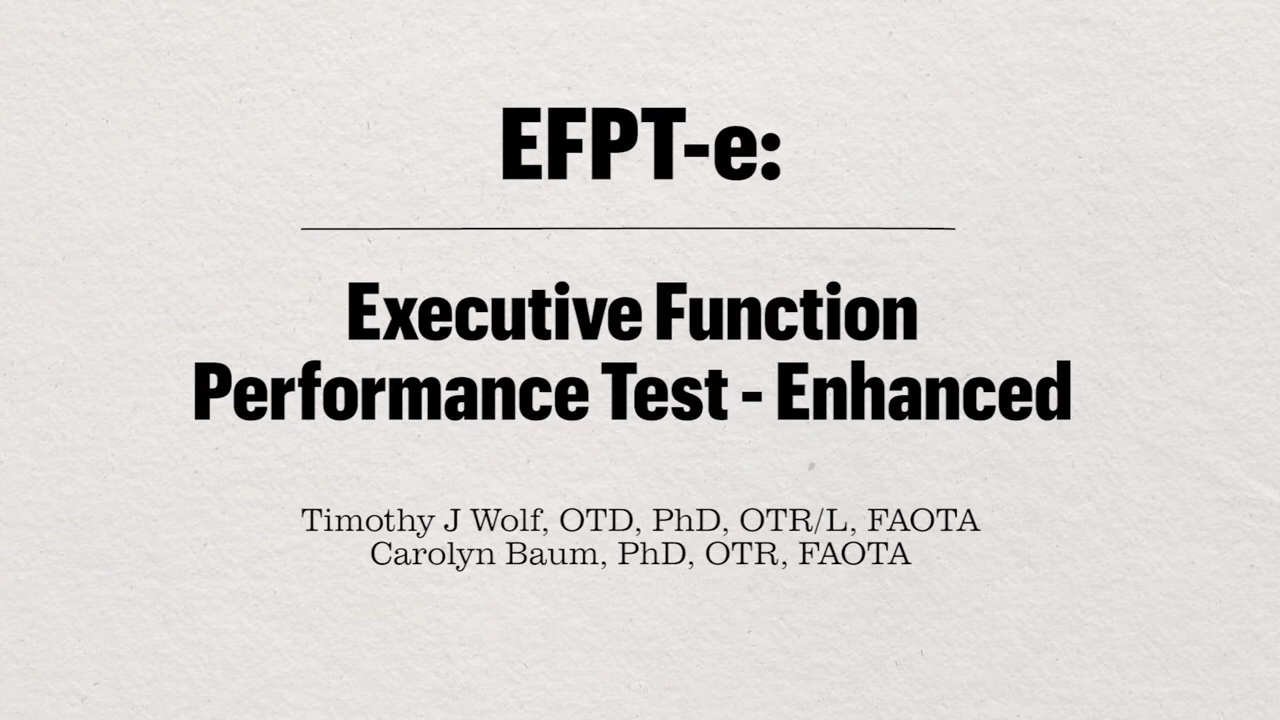 EFPT-e:
Executive Function
Performance Test - Enhanced
Timothy J Wolf, OTD, PhD, OTR/L, FAOTA
Carolyn Baum, PhD, OTR, FAOTA